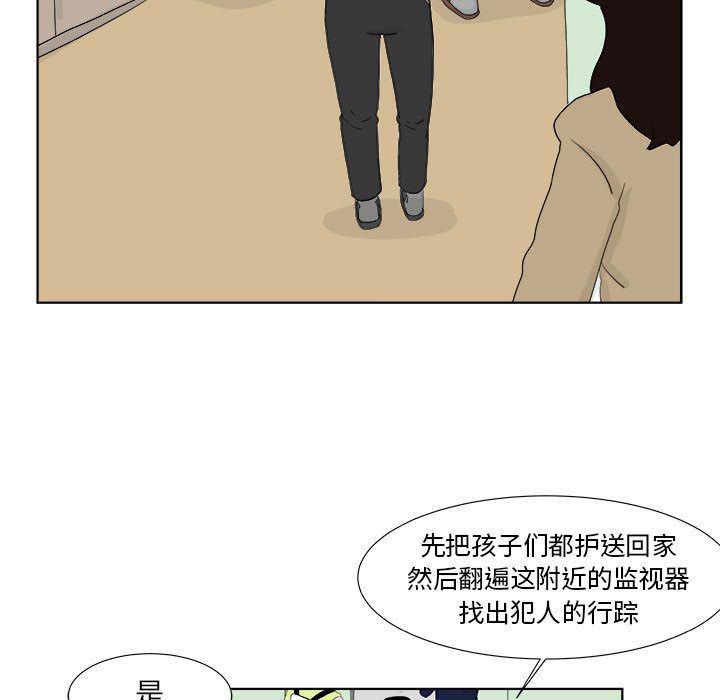 先把孩子们都护送回家
然后翻遍这附近的监视器
找出犯人的行踪
是